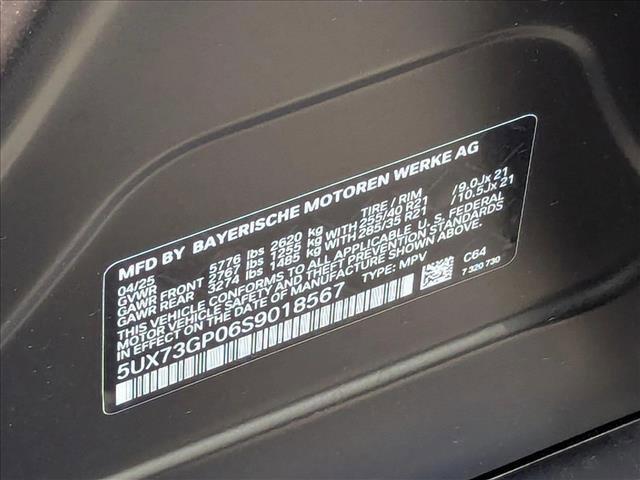 MFD BY BAYERISCHE MOTOREN WERKE AG
04/25 TIRE / RIM
GVWR 5776 lbs 2620 kg
GAWR FRONT 2767 lbs 1255 kg WITH 255/40 R21 /9.0Jx21
GAWR REAR 3274 lbs 1485 kg WITH 285/35 R21 /10.5Jx21
THIS VEHICLE CONFORMS TO ALL APPLICABLE U. S. FEDERAL
MOTOR VEHICLE SAFETY AND THEFT PREVENTION STANDARDS
IN EFFECT ON THE DATE OF MANUFACTURE SHOWN ABOVE.
5UX73GP06S9018567 TYPE: MPV C64
7 320 730